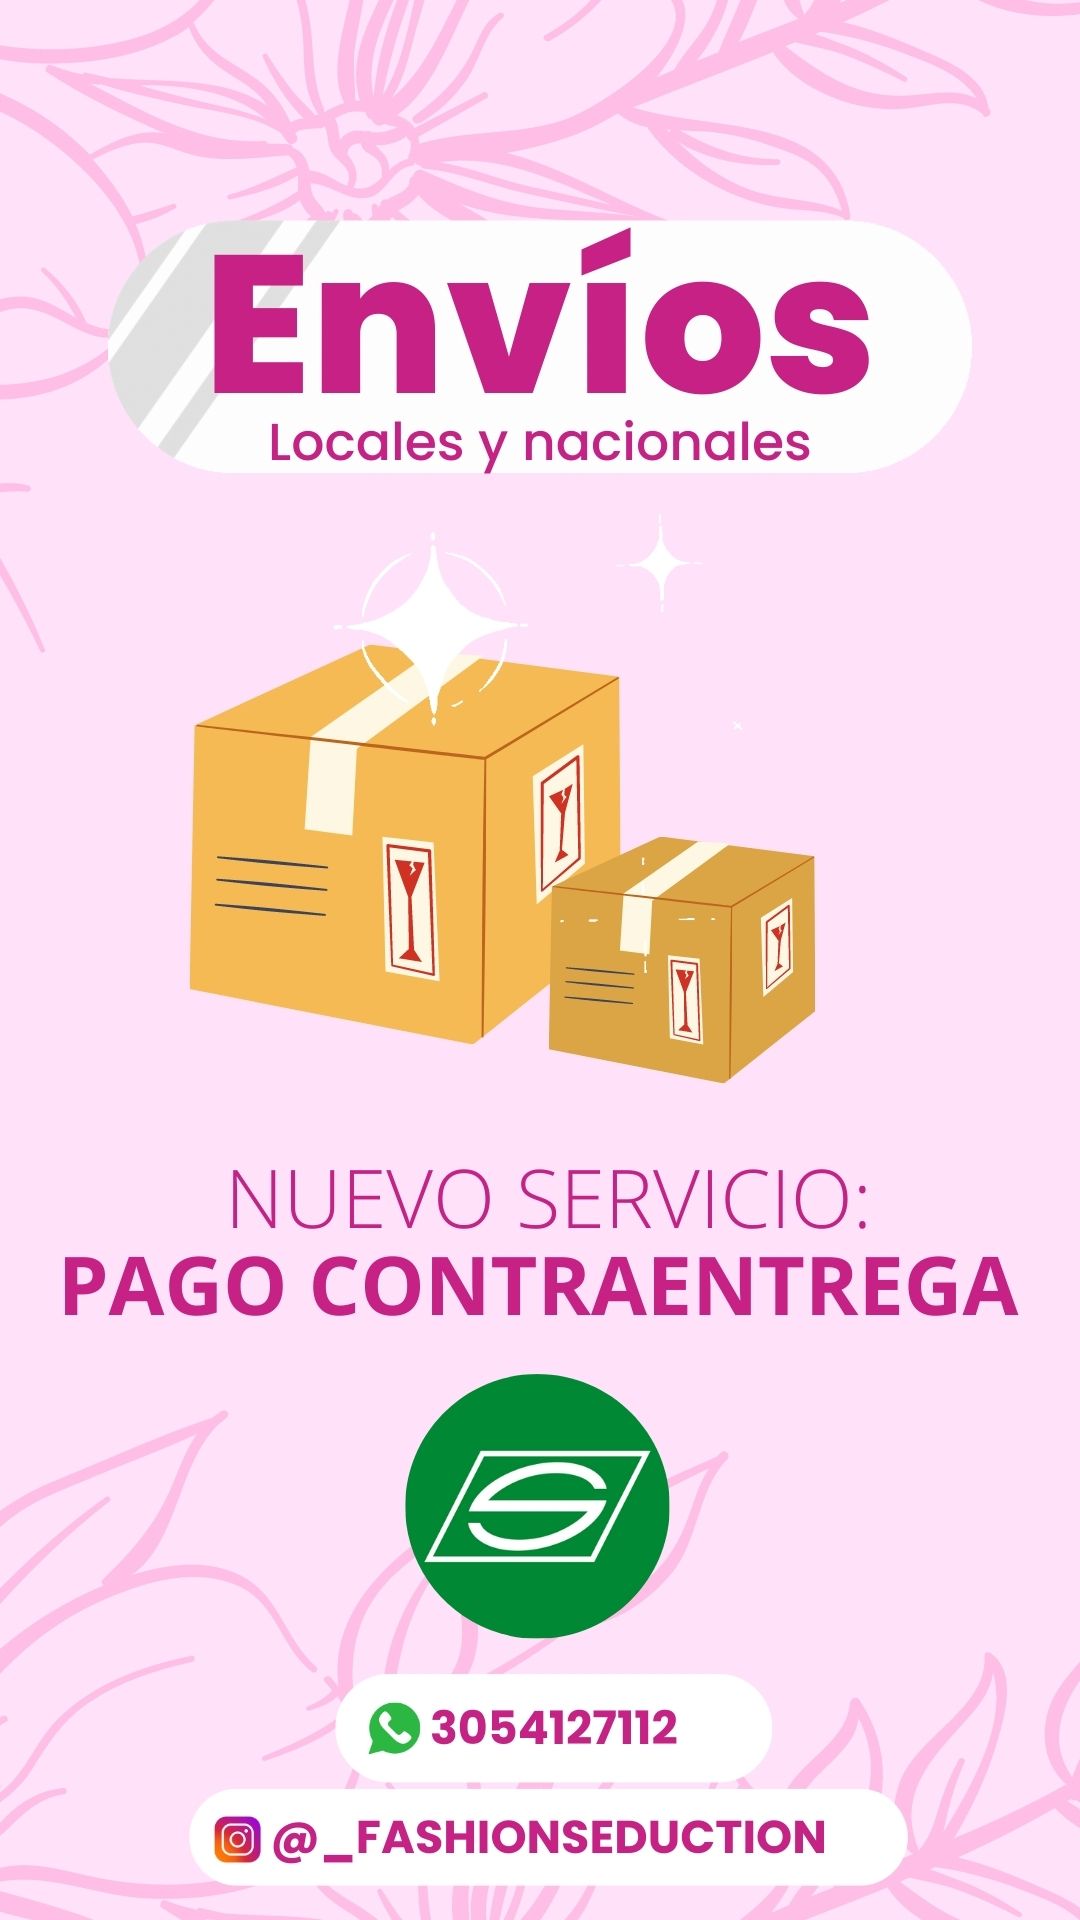 Envíos
Locales y nacionales
NUEVO SERVICIO:
PAGO CONTRAENTREGA
3054127112
@_FASHIONSEDUCTION